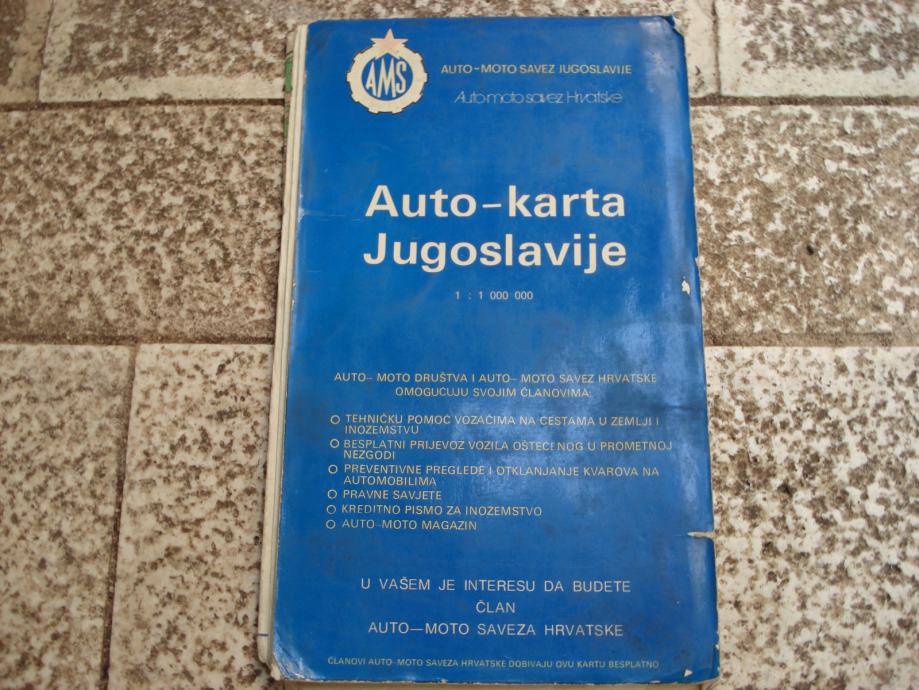 AMS
AUTO-MOTO SAVEZ JUGOSLAVIJE
Auto-moto savez Hrvatske
Auto-karta
Jugoslavije
1 : 1 000 000
AUTO- MOTO DRUŠTVA I AUTO- MOTO SAVEZ HRVATSKE
OMOGUĆUJU SVOJIM ČLANOVIMA:
O TEHNIČKU POMOĆ VOZAČIMA NA CESTAMA U ZEMLJI I
INOZEMSTVU
O BESPLATNI PRIJEVOZ VOZILA OŠTEĆENOG U PROMETNOJ
NEZGODI
O PREVENTIVNE PREGLEDE I OTKLANJANJE KVAROVA NA
AUTOMOBILIMA
O PRAVNE SAVJETE
O KREDITNO PISMO ZA INOZEMSTVO
O AUTO-MOTO MAGAZIN
U VAŠEM JE INTERESU DA BUDETE
ČLAN
AUTO—MOTO SAVEZA HRVATSKE
ČLANOVI AUTO-MOTO SAVEZA HRVATSKE DOBIVAJU OVU KARTU BESPLATNO